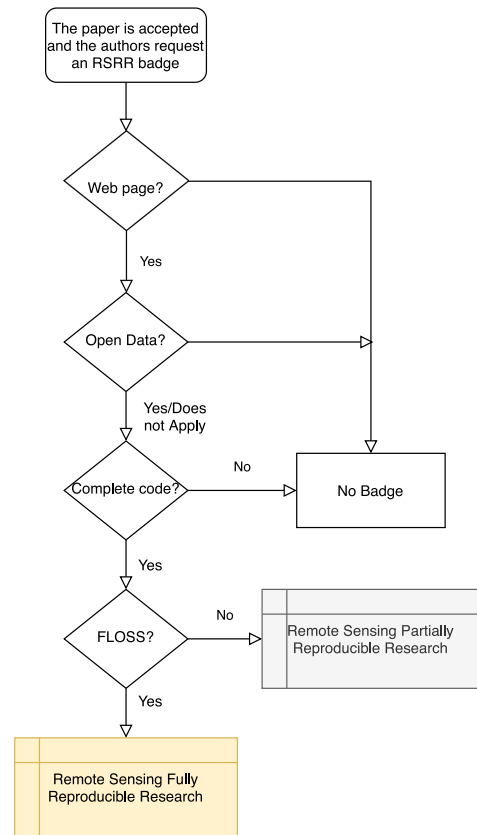 The paper is accepted
and the authors request
an RSRR badge
Web page?
Yes
Open Data?
Yes/Does
not Apply
Complete code?
No
No Badge
Yes
FLOSS?
No
Remote Sensing Partially
Reproducible Research
Yes
Remote Sensing Fully
Reproducible Research